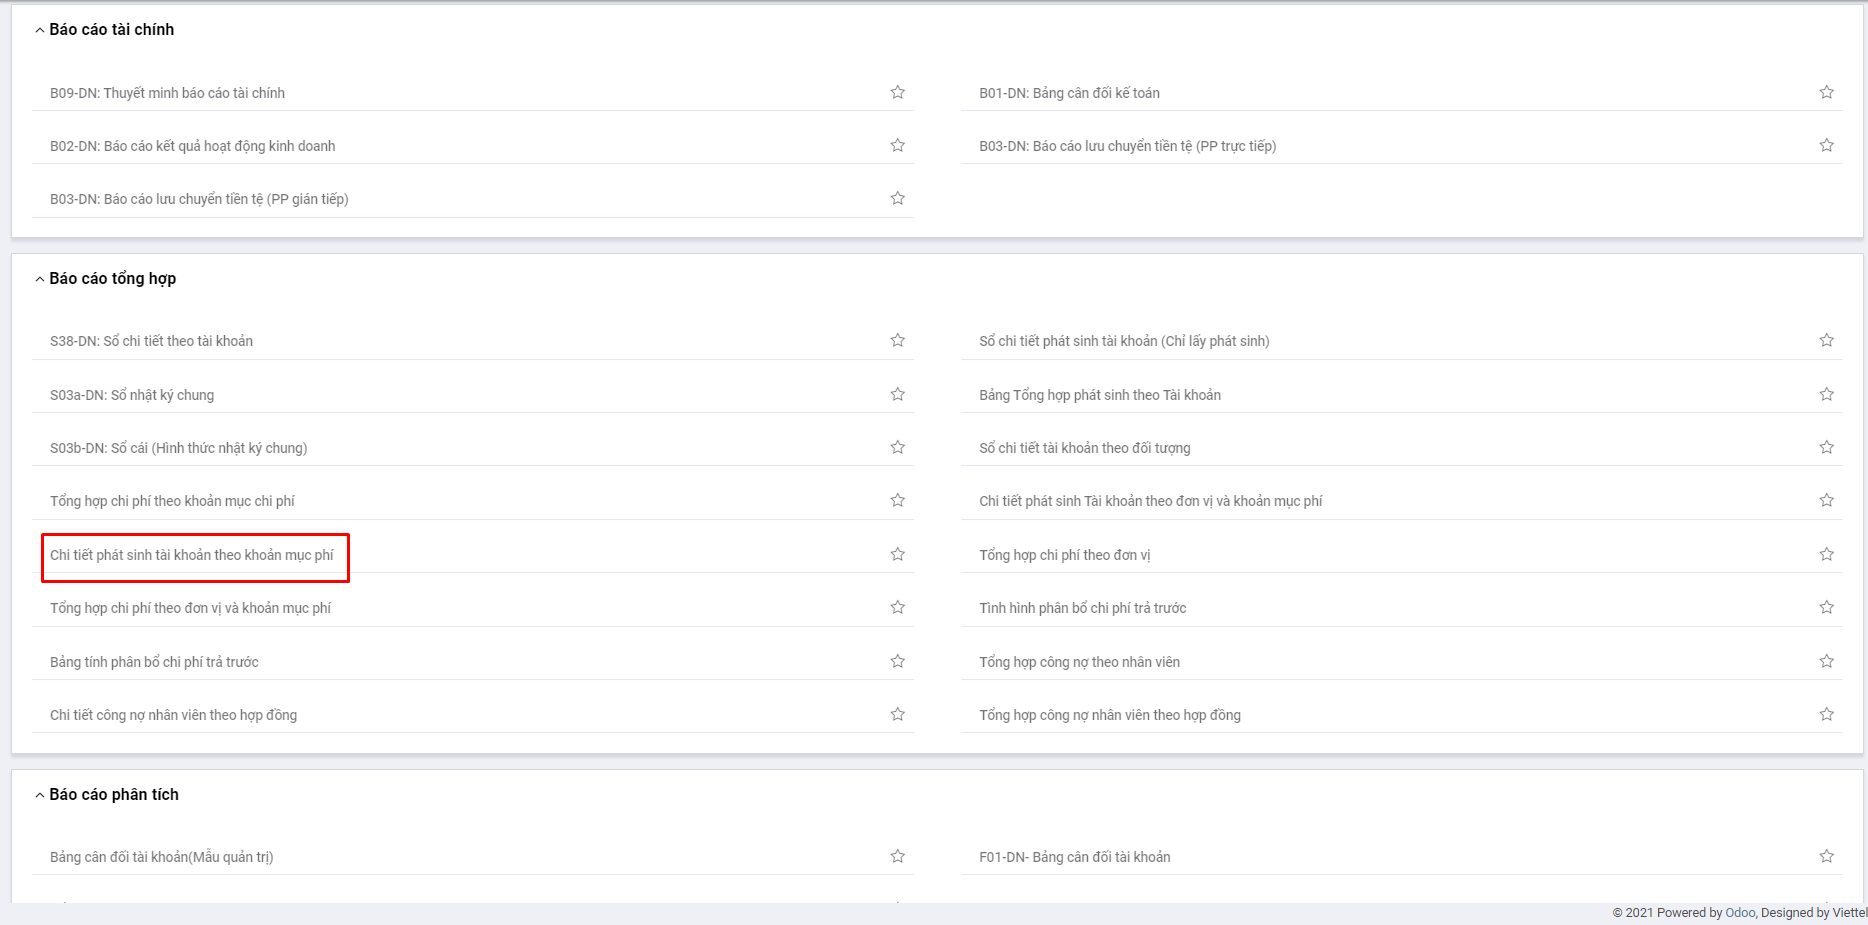 Báo cáo tài chính
B09-DN: Thuyết minh báo cáo tài chính
B01-DN: Bảng cân đối kế toán
B02-DN: Báo cáo kết quả hoạt động kinh doanh
B03-DN: Báo cáo lưu chuyển tiền tệ (PP trực tiếp)
B03-DN: Báo cáo lưu chuyển tiền tệ (PP gián tiếp)
Báo cáo tổng hợp
S38-DN: Sổ chi tiết theo tài khoản
Sổ chi tiết phát sinh tài khoản (Chỉ lấy phát sinh)
S03a-DN: Sổ nhật ký chung
Bảng Tổng hợp phát sinh theo Tài khoản
S03b-DN: Sổ cái (Hình thức nhật ký chung)
Sổ chi tiết tài khoản theo đối tượng
Tổng hợp chi phí theo khoản mục chi phí
Chi tiết phát sinh Tài khoản theo đơn vị và khoản mục phí
Chi tiết phát sinh tài khoản theo khoản mục phí
Tổng hợp chi phí theo đơn vị
Tổng hợp chi phí theo đơn vị và khoản mục phí
Tình hình phân bổ chi phí trả trước
Bảng tính phân bổ chi phí trả trước
Tổng hợp công nợ theo nhân viên
Chi tiết công nợ nhân viên theo hợp đồng
Tổng hợp công nợ nhân viên theo hợp đồng
Báo cáo phân tích
Bảng cân đối tài khoản(Mẫu quản trị)
F01-DN- Bảng cân đối tài khoản
© 2021 Powered by Odoo, Designed by Viettel